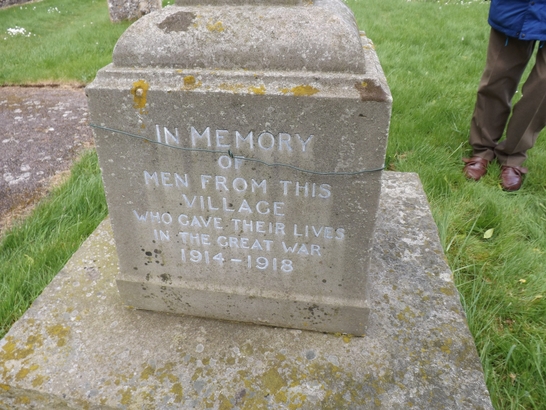 IN MEMORY
OF
MEN FROM THIS
VILLAGE
WHO GAVE THEIR LIVES
IN THE GREAT WAR
1914-1918